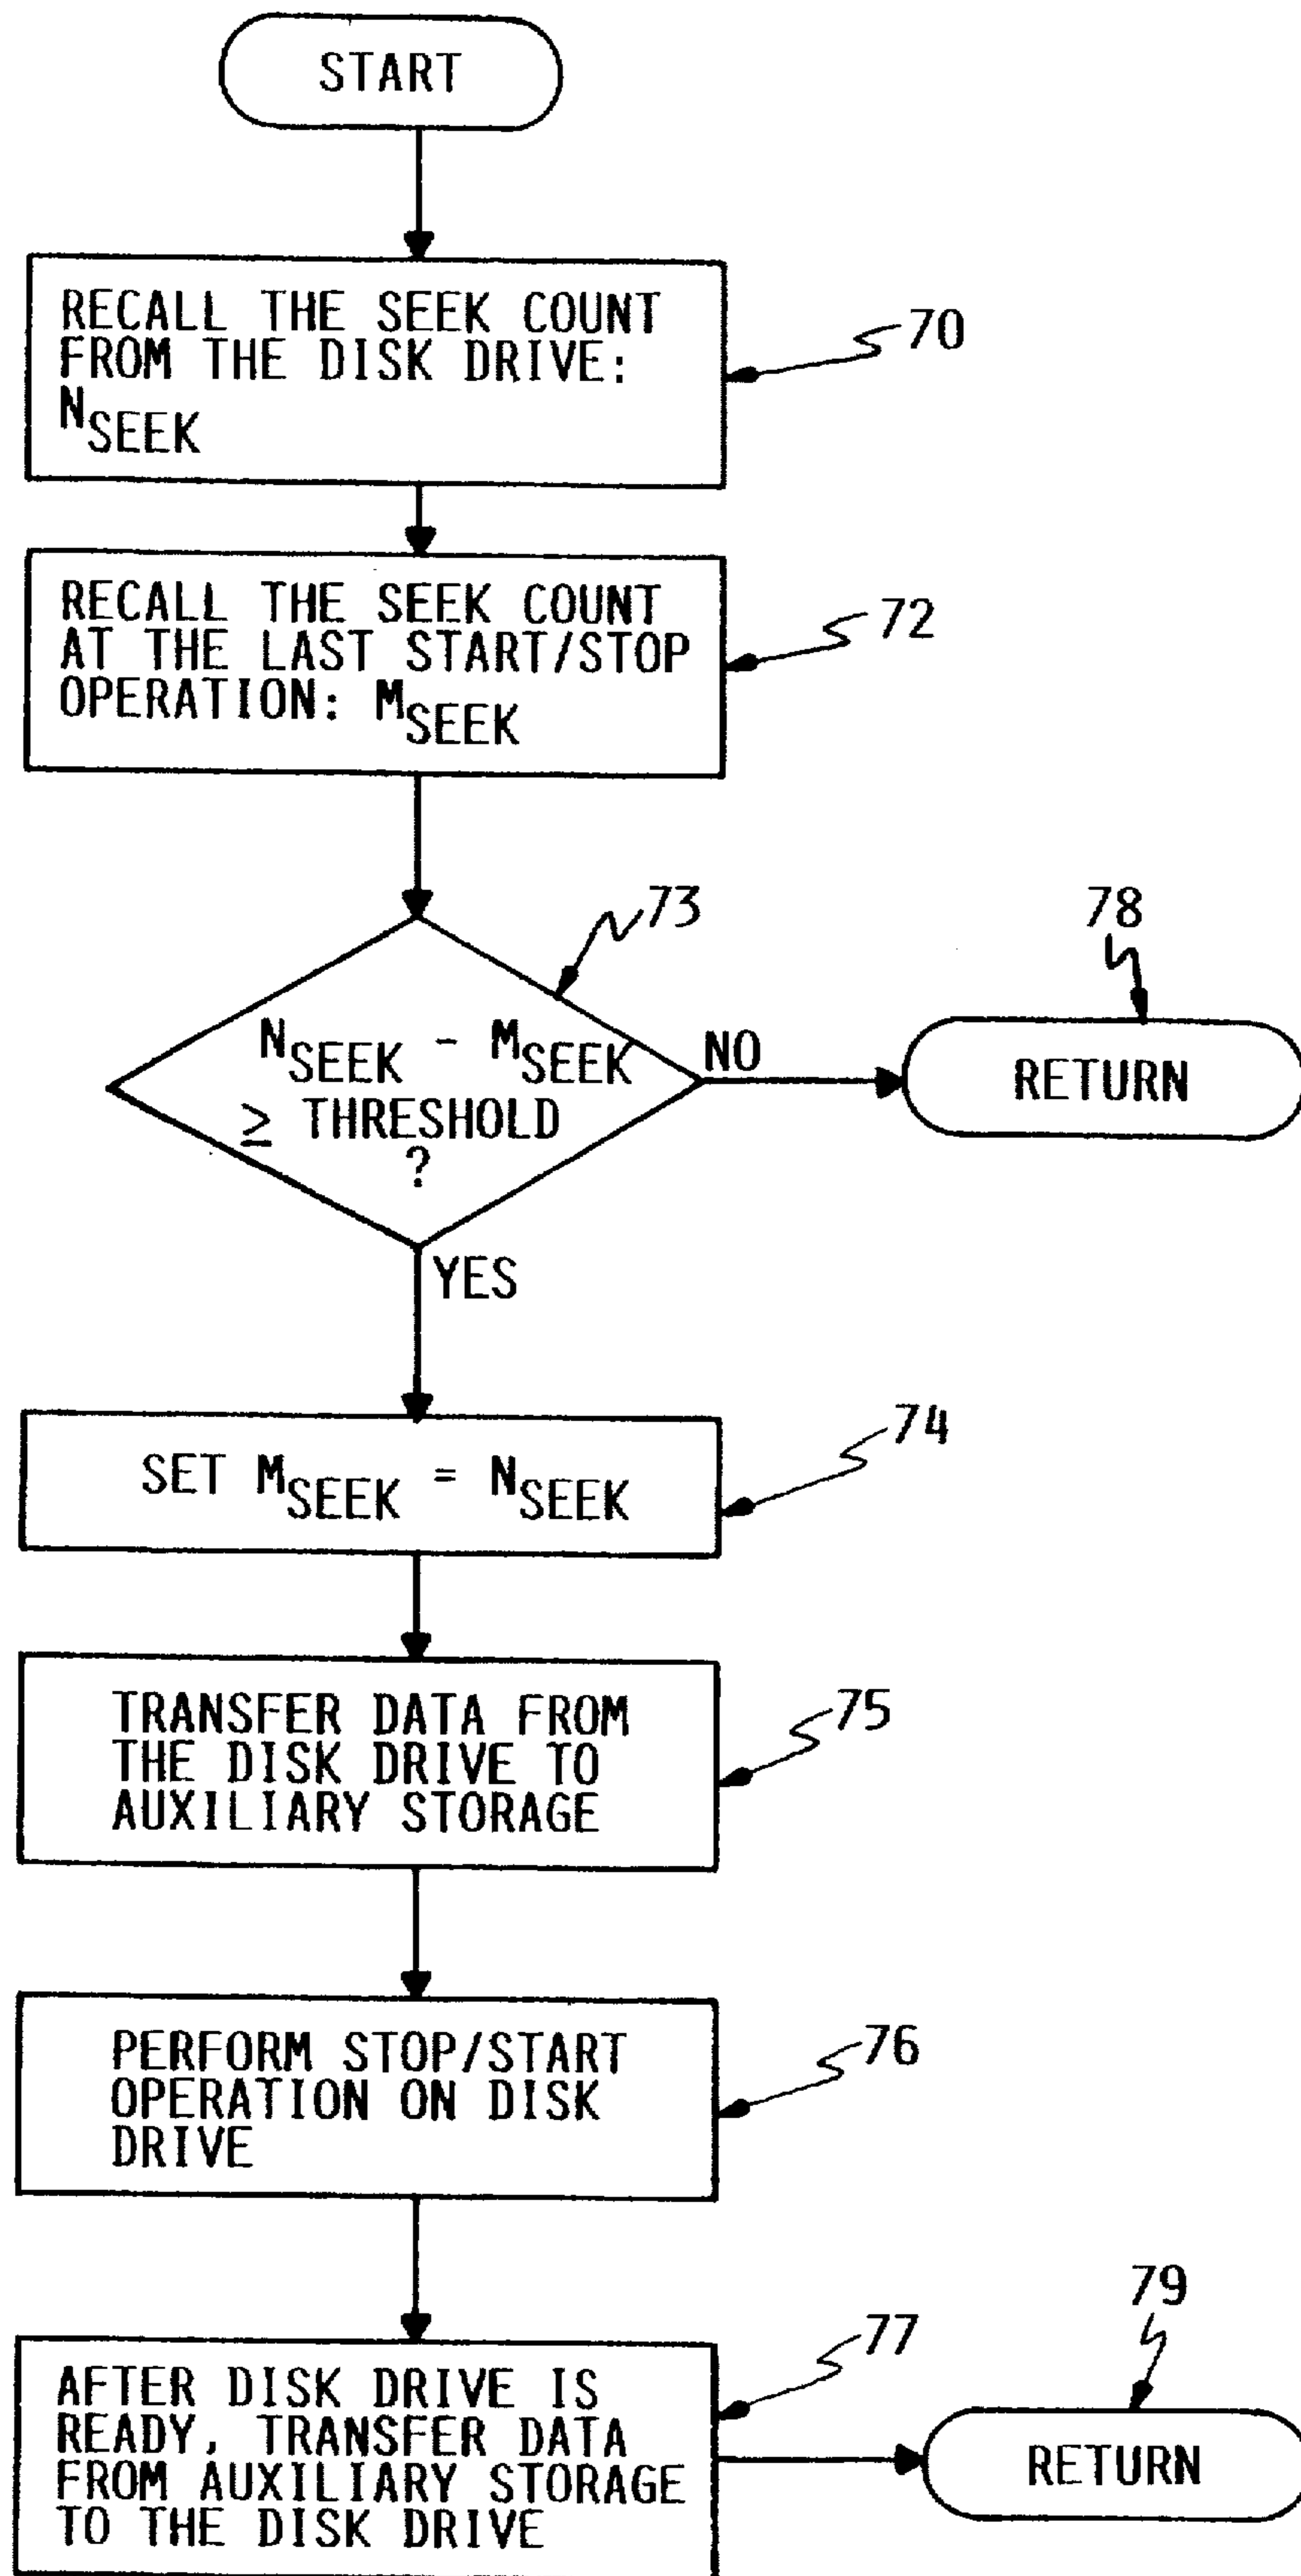 START
RECALL THE SEEK COUNT
FROM THE DISK DRIVE:
NSEEK
70
RECALL THE SEEK COUNT
AT THE LAST START/STOP
OPERATION: MSEEK
72
73
NSEEK - MSEEK
≥ THRESHOLD
?
NO
78
RETURN
YES
SET MSEEK = NSEEK
74
TRANSFER DATA FROM
THE DISK DRIVE TO
AUXILIARY STORAGE
75
PERFORM STOP/START
OPERATION ON DISK
DRIVE
76
AFTER DISK DRIVE IS
READY, TRANSFER DATA
FROM AUXILIARY STORAGE
TO THE DISK DRIVE
77
79
RETURN